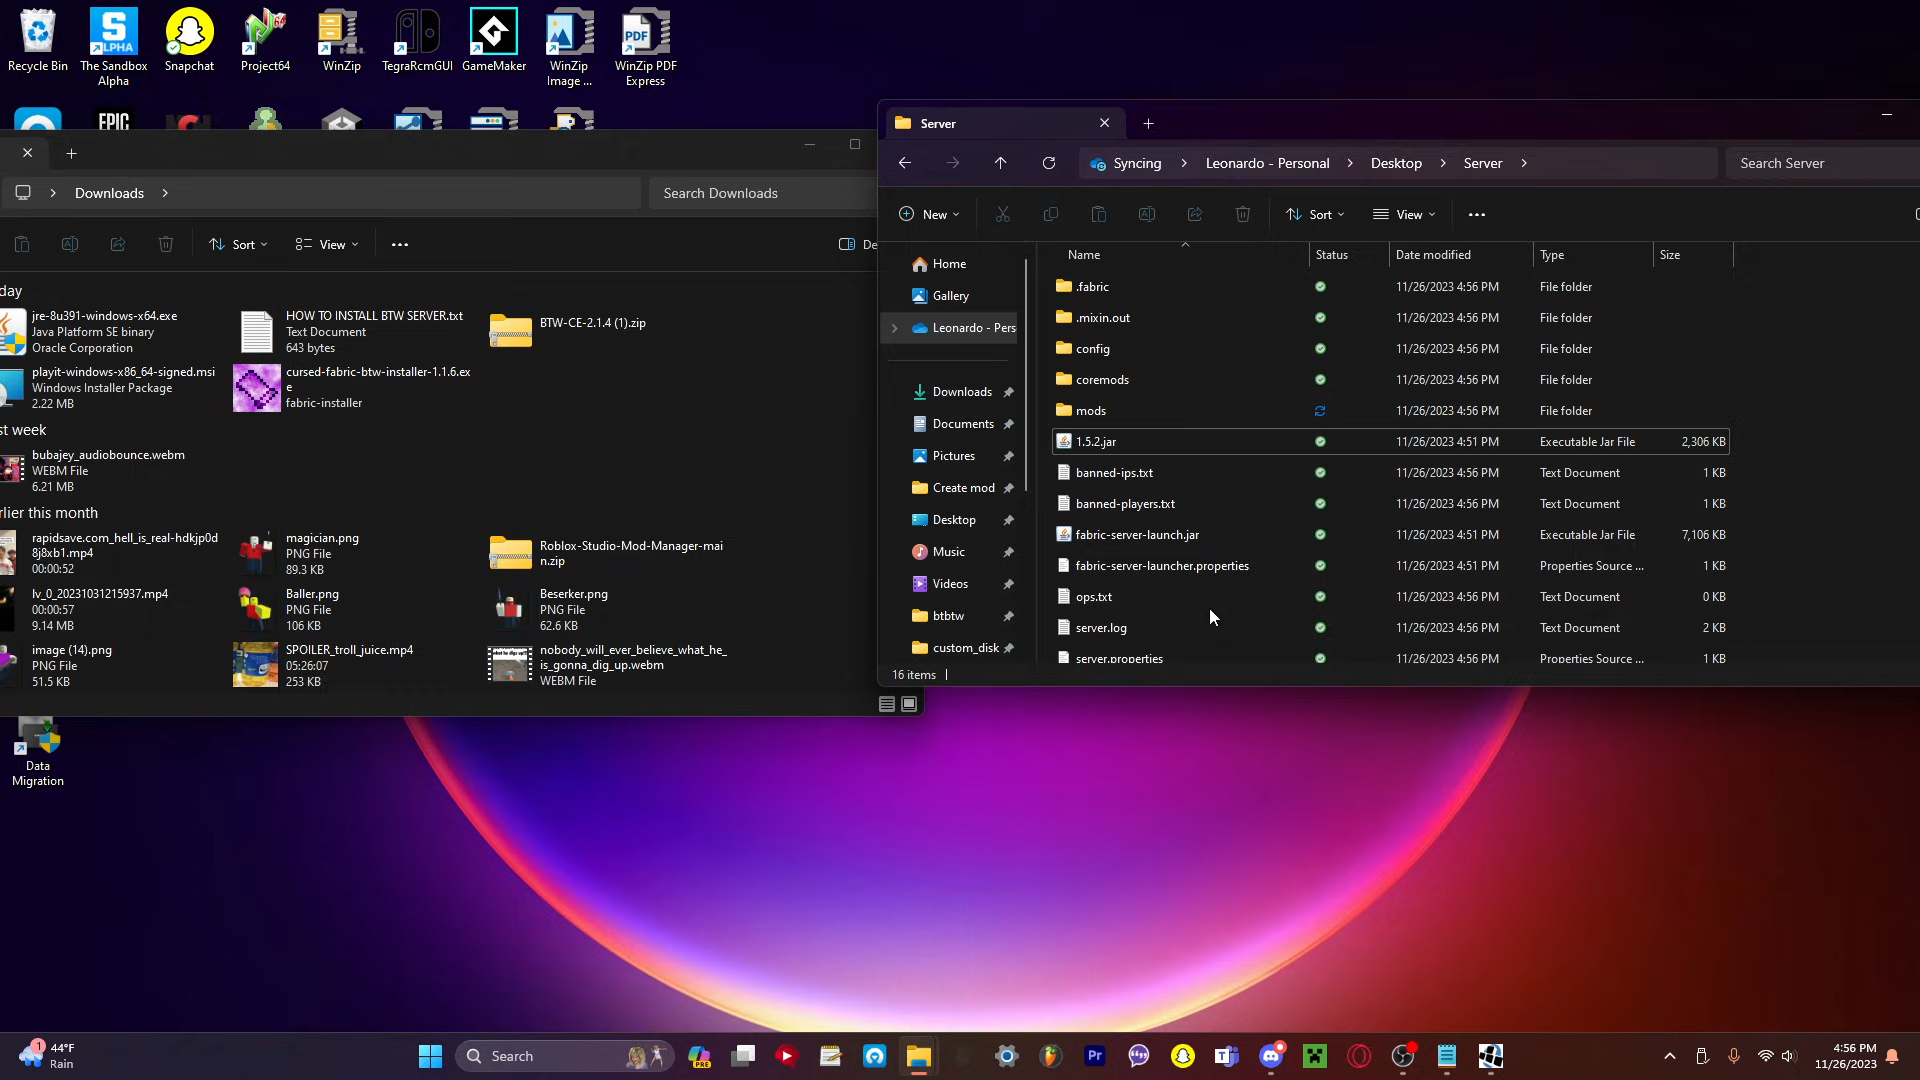 Recycle Bin
The Sandbox
Alpha
Snapchat
Project64
WinZip
TegraRcmGUI
GameMaker
WinZip
Image ...
WinZip PDF
Express
EPIC
Downloads
Search Downloads
Sort
View
De
day
jre-8u391-windows-x64.exe
Java Platform SE binary
Oracle Corporation
HOW TO INSTALL BTW SERVER.txt
Text Document
643 bytes
BTW-CE-2.1.4 (1).zip
playit-windows-x86_64-signed.msi
Windows Installer Package
2.22 MB
cursed-fabric-btw-installer-1.1.6.ex
e
fabric-installer
st week
bubajey_audiobounce.webm
WEBM File
6.21 MB
rlier this month
rapidsave.com_hell_is_real-hdkjp0d
8j8xb1.mp4
00:00:52
magician.png
PNG File
89.3 KB
Roblox-Studio-Mod-Manager-mai
n.zip
lv_0_20231031215937.mp4
00:00:57
9.14 MB
Baller.png
PNG File
106 KB
Beserker.png
PNG File
62.6 KB
image (14).png
PNG File
51.5 KB
SPOILER_troll_juice.mp4
05:26:07
253 KB
nobody_will_ever_believe_what_he_
is_gonna_dig_up.webm
WEBM File
Data
Migration
Server
Syncing
Leonardo - Personal
Desktop
Server
Search Server
New
Sort
View
Home
Gallery
Leonardo - Pers
Downloads
Documents
Pictures
Create mod
Desktop
Music
Videos
btbtw
custom_disk
Name Status Date modified Type Size
.fabric 11/26/2023 4:56 PM File folder
.mixin.out 11/26/2023 4:56 PM File folder
config 11/26/2023 4:56 PM File folder
coremods 11/26/2023 4:56 PM File folder
mods 11/26/2023 4:56 PM File folder
1.5.2.jar 11/26/2023 4:51 PM Executable Jar File 2,306 KB
banned-ips.txt 11/26/2023 4:56 PM Text Document 1 KB
banned-players.txt 11/26/2023 4:56 PM Text Document 1 KB
fabric-server-launch.jar 11/26/2023 4:51 PM Executable Jar File 7,106 KB
fabric-server-launcher.properties 11/26/2023 4:51 PM Properties Source ... 1 KB
ops.txt 11/26/2023 4:56 PM Text Document 0 KB
server.log 11/26/2023 4:56 PM Text Document 2 KB
server.properties 11/26/2023 4:56 PM Properties Source ... 1 KB
16 items
1
44°F
Rain
Search
PRE
Pr
4:56 PM
11/26/2023